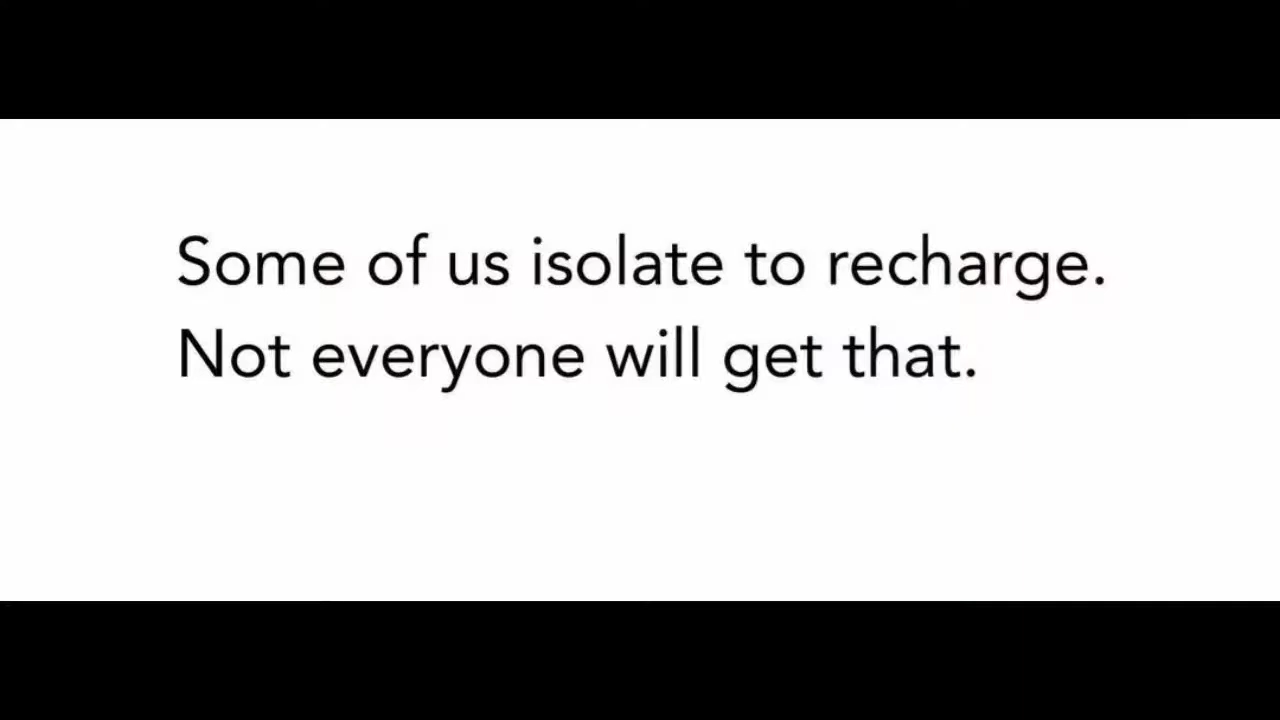 Some of us isolate to recharge.
Not everyone will get that.